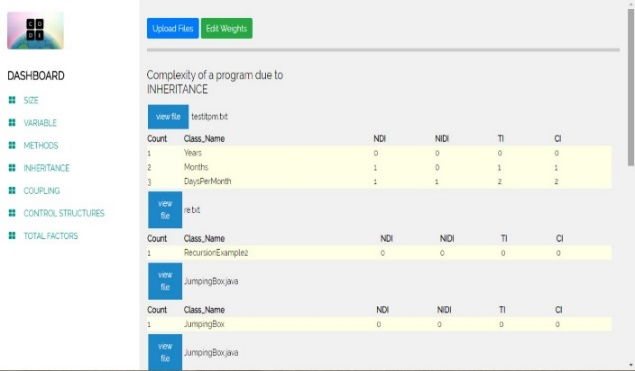 CO
DE
Upload Files Edit Weights
DASHBOARD
SIZE
VARIABLE
METHODS
INHERITANCE
COUPLING
CONTROL STRUCTURES
TOTAL FACTORS
Complexity of a program due to
INHERITANCE
view file testitpm.txt
Count Class_Name NDI NIDI TI CI
1 Years 0 0 0 0
2 Months 1 0 1 1
3 DaysPerMonth 1 1 2 2
view
file re.txt
Count Class_Name NDI NIDI TI CI
1 RecursionExample2 0 0 0 0
view
file JumpingBox.java
Count Class_Name NDI NIDI TI CI
1 JumpingBox 0 0 0 0
view
file JumpingBox.java